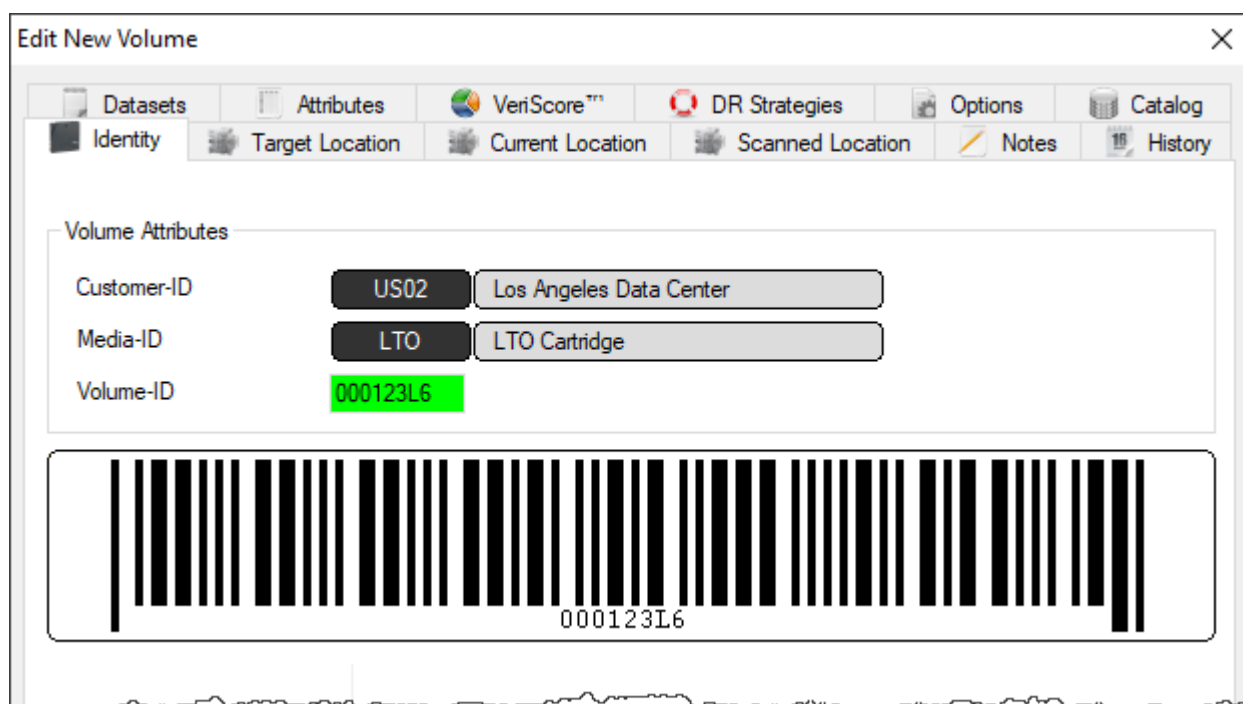 Edit New Volume
Datasets Attributes VeriScore™ DR Strategies Options Catalog
Identity Target Location Current Location Scanned Location Notes 16 History
Volume Attributes
Customer-ID US02 Los Angeles Data Center
Media-ID LTO LTO Cartridge
Volume-ID 000123L6
000123L6